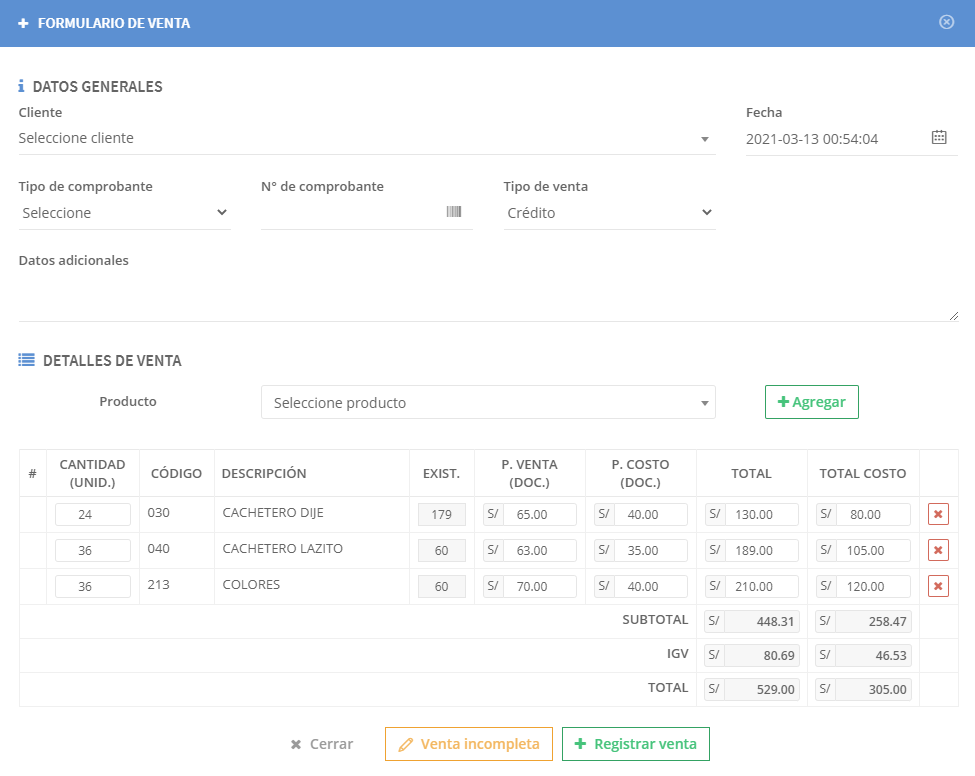 FORMULARIO DE VENTA
DATOS GENERALES
Cliente
Fecha
Seleccione cliente
2021-03-13 00:54:04
Tipo de comprobante
N° de comprobante
Tipo de venta
Seleccione
Crédito
Datos adicionales
DETALLES DE VENTA
Producto
Seleccione producto
Agregar
# CANTIDAD (UNID.) CÓDIGO DESCRIPCIÓN EXIST. P. VENTA (DOC.) P. COSTO (DOC.) TOTAL TOTAL COSTO
24 030 CACHETERO DIJE 179 S/ 65.00 S/ 40.00 S/ 130.00 S/ 80.00
36 040 CACHETERO LAZITO 60 S/ 63.00 S/ 35.00 S/ 189.00 S/ 105.00
36 213 COLORES 60 S/ 70.00 S/ 40.00 S/ 210.00 S/ 120.00
SUBTOTAL S/ 448.31 S/ 258.47
IGV S/ 80.69 S/ 46.53
TOTAL S/ 529.00 S/ 305.00
Cerrar
Venta incompleta
Registrar venta